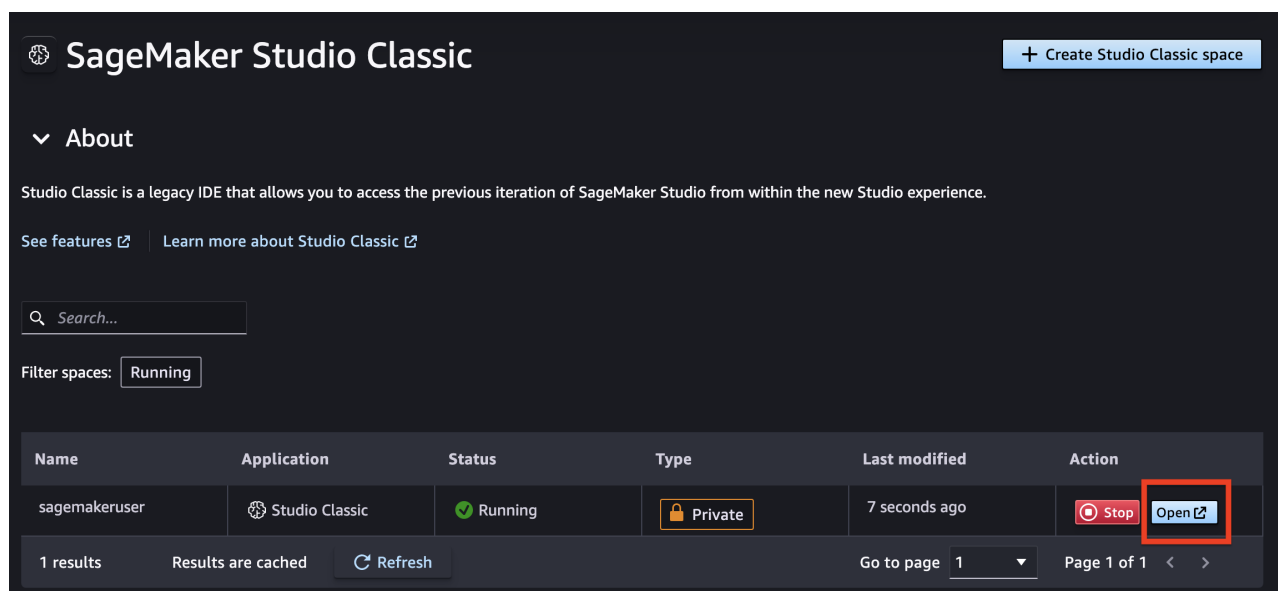 SageMaker Studio Classic
+ Create Studio Classic space
About
Studio Classic is a legacy IDE that allows you to access the previous iteration of SageMaker Studio from within the new Studio experience.
See features
Learn more about Studio Classic
Search...
Filter spaces: Running
Name Application Status Type Last modified Action
sagemakeruser Studio Classic Running Private 7 seconds ago Stop Open
1 results Results are cached Refresh Go to page 1 Page 1 of 1 < >